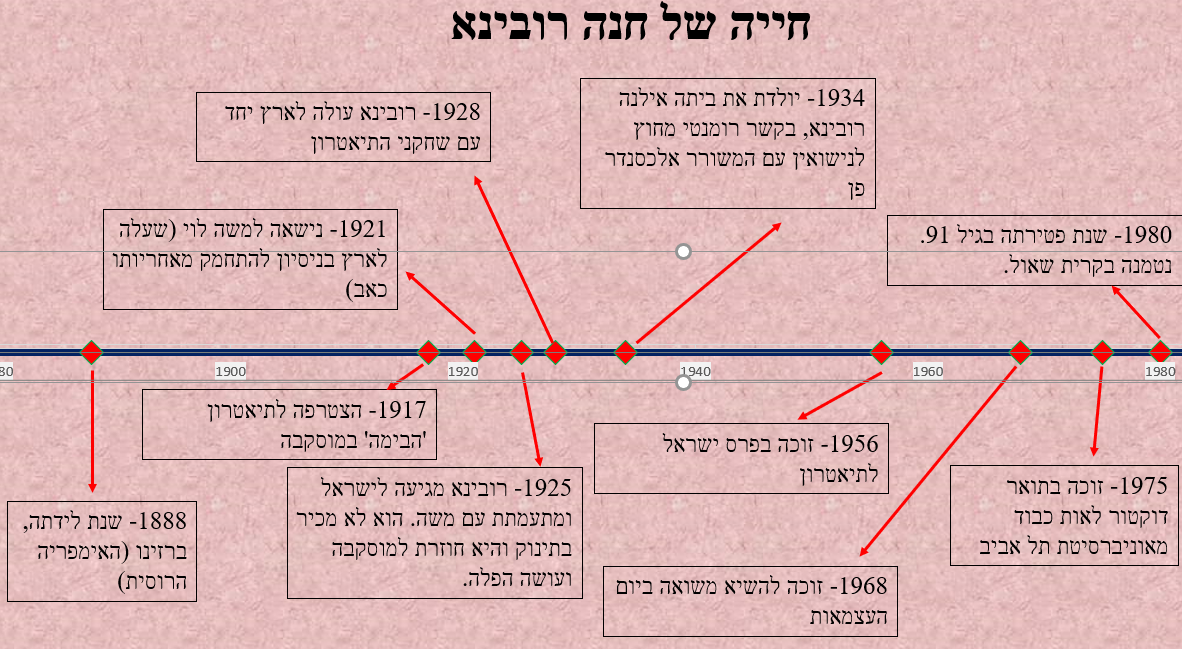 חייה של חנה רובינא
1934- יולדת את ביתה אילנה
רובינא, בקשר רומנטי מחוץ
לנישואין עם המשורר אלכסנדר
פן
1928- רובינא עולה לארץ יחד
עם שחקני התיאטרון
1921- נישאה למשה לוי (שעלה
לארץ בניסיון להתחמק מאחריותו
כאב)
1980- שנת פטירתה בגיל 91.
נטמנה בקרית שאול.
80
1900
1920
1940
1960
1980
1917- הצטרפה לתיאטרון
'הבימה' במוסקבה
1956- זוכה בפרס ישראל
לתיאטרון
1975- זוכה בתואר
דוקטור לאות כבוד
מאוניברסיטת תל אביב
1925- רובינא מגיעה לישראל
ומתעמתת עם משה. הוא לא מכיר
בתינוק והיא חוזרת למוסקבה
ועושה הפלה.
1888- שנת לידתה,
ברזינו (האימפריה
הרוסית)
1968- זוכה להשיא משואה ביום
העצמאות